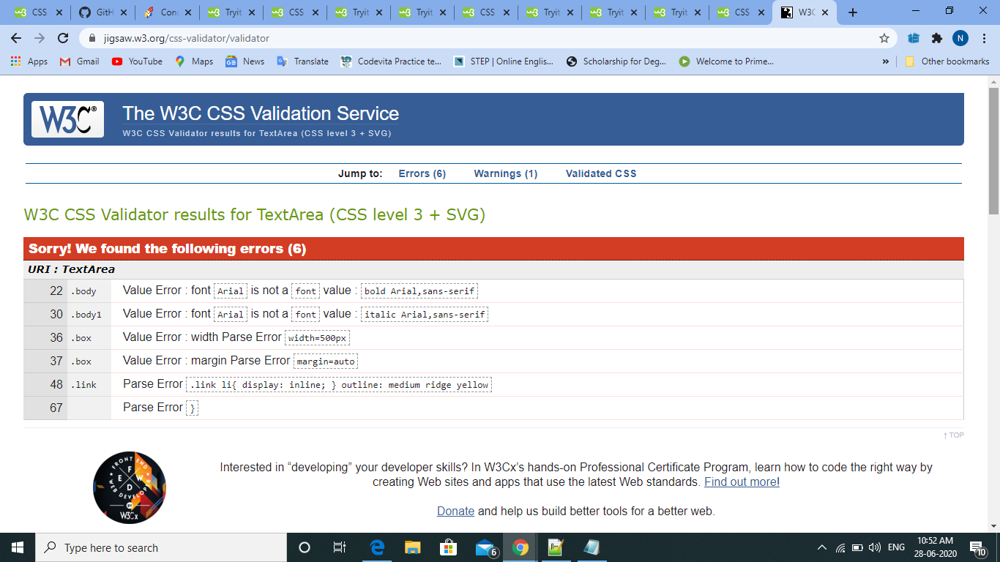 CSS GitH Conc Tryit CSS Tryit Tryit CSS Tryit Tryit Tryit CSS W3C
jigsaw.w3.org/css-validator/validator
N
Apps Gmail YouTube Maps News Translate Codevita Practice te... STEP | Online Englis... Scholarship for Deg... Welcome to Prime... » Other bookmarks
W3C®
The W3C CSS Validation Service
W3C CSS Validator results for TextArea (CSS level 3 + SVG)
Jump to: Errors (6) Warnings (1) Validated CSS
W3C CSS Validator results for TextArea (CSS level 3 + SVG)
Sorry! We found the following errors (6)
URI : TextArea
22 .body Value Error : font Arial is not a font value : bold Arial,sans-serif
30 .body1 Value Error : font Arial is not a font value : italic Arial,sans-serif
36 .box Value Error : width Parse Error width=500px
37 .box Value Error : margin Parse Error margin=auto
48 .link Parse Error .link li{ display: inline; } outline: medium ridge yellow
67 Parse Error }
↑ TOP
FRONT END
F
E W
D
WEB DEVELOPER
BY
W3Cx
Interested in “developing” your developer skills? In W3Cx’s hands-on Professional Certificate Program, learn how to code the right way by
creating Web sites and apps that use the latest Web standards. Find out more!
Donate and help us build better tools for a better web.
Type here to search
6
ENG
10:52 AM
28-06-2020
10